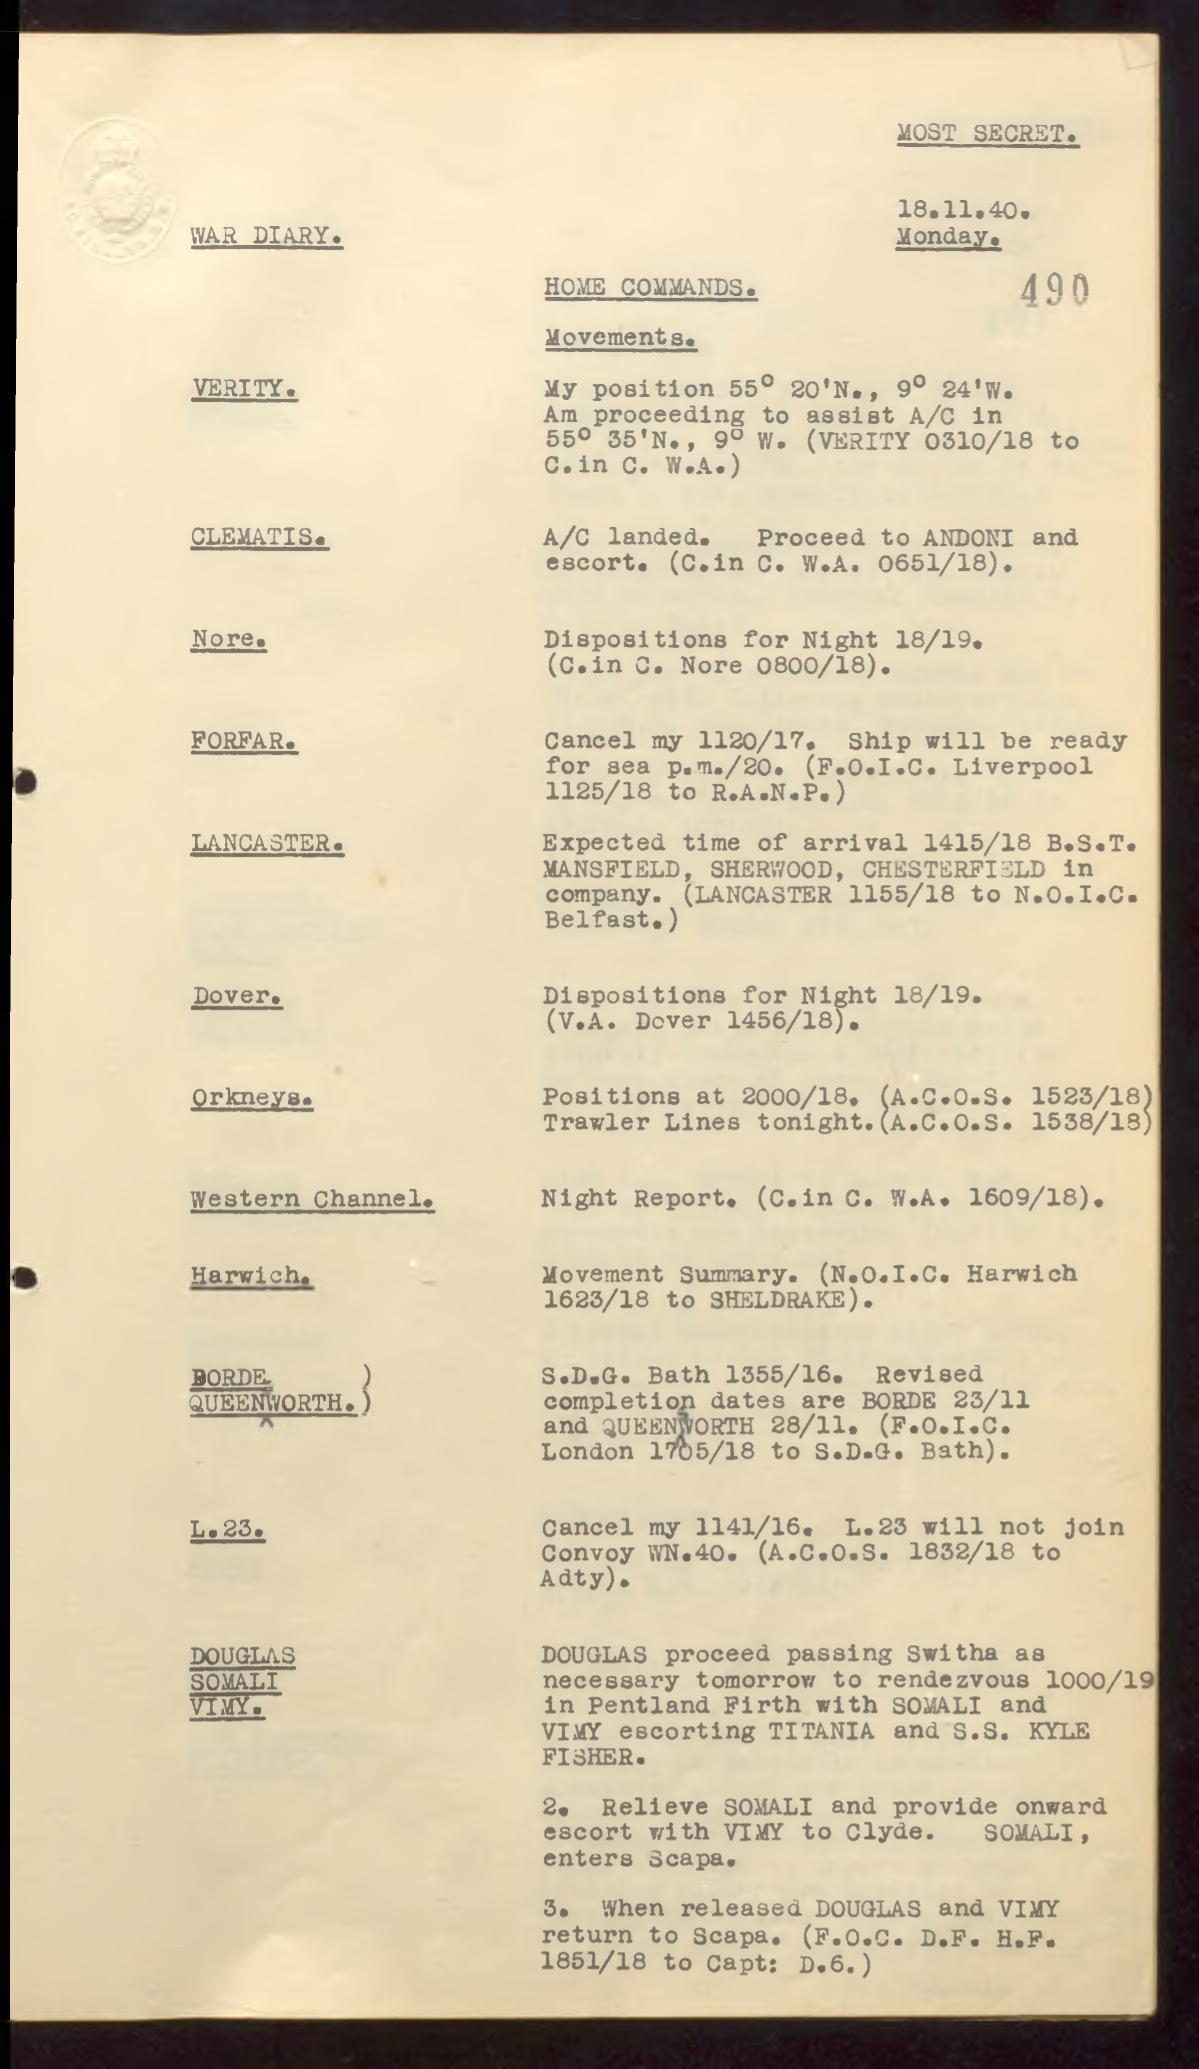 MOST SECRET.
18.11.40.
WAR DIARY.
Monday.
HOME COMMANDS.
490
Movements.
VERITY.
My position 55° 20'N., 9° 24'W.
Am proceeding to assist A/C in
55° 35'N., 9° W. (VERITY 0310/18 to
C.in C. W.A.)
CLEMATIS.
A/C landed. Proceed to ANDONI and
escort. (C.in C. W.A. 0651/18).
Nore.
Dispositions for Night 18/19.
(C.in C. Nore 0800/18).
FORFAR.
Cancel my 1120/17. Ship will be ready
for sea p.m./20. (F.O.I.C. Liverpool
1125/18 to R.A.N.P.)
LANCASTER.
Expected time of arrival 1415/18 B.S.T.
MANSFIELD, SHERWOOD, CHESTERFIELD in
company. (LANCASTER 1155/18 to N.O.I.C.
Belfast.)
Dover.
Dispositions for Night 18/19.
(V.A. Dover 1456/18).
Orkneys.
Positions at 2000/18. (A.C.O.S. 1523/18)
Trawler Lines tonight.(A.C.O.S. 1538/18)
Western Channel.
Night Report. (C.in C. W.A. 1609/18).
Harwich.
Movement Summary. (N.O.I.C. Harwich
1623/18 to SHELDRAKE).
BORDE )
QUEENWORTH.)
S.D.G. Bath 1355/16. Revised
completion dates are BORDE 23/11
and QUEENSWORTH 28/11. (F.O.I.C.
London 1705/18 to S.D.G. Bath).
L.23.
Cancel my 1141/16. L.23 will not join
Convoy WN.40. (A.C.O.S. 1832/18 to
Adty).
DOUGLAS
SOMALI
VIMY.
DOUGLAS proceed passing Switha as
necessary tomorrow to rendezvous 1000/19
in Pentland Firth with SOMALI and
VIMY escorting TITANIA and S.S. KYLE
FISHER.
2. Relieve SOMALI and provide onward
escort with VIMY to Clyde. SOMALI,
enters Scapa.
3. When released DOUGLAS and VIMY
return to Scapa. (F.O.C. D.F. H.F.
1851/18 to Capt: D.6.)